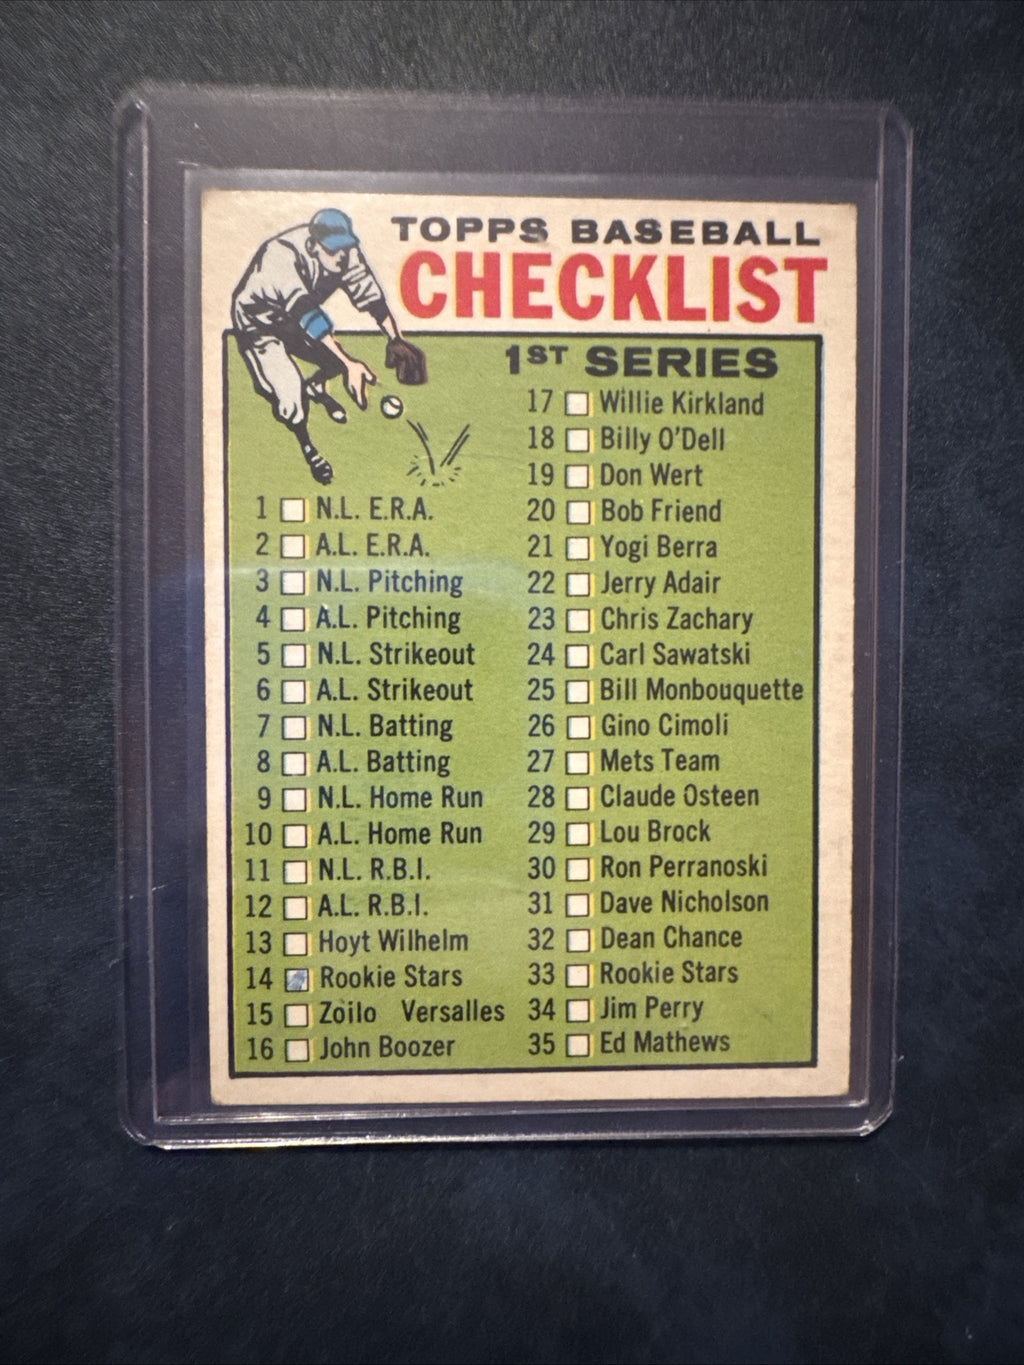 TOPPS BASEBALL
CHECKLIST
1ST SERIES
1 N.L. E.R.A.
2 A.L. E.R.A.
3 N.L. Pitching
4 A.L. Pitching
5 N.L. Strikeout
6 A.L. Strikeout
7 N.L. Batting
8 A.L. Batting
9 N.L. Home Run
10 A.L. Home Run
11 N.L. R.B.I.
12 A.L. R.B.I.
13 Hoyt Wilhelm
14 Rookie Stars
15 Zoilo Versalles
16 John Boozer
17 Willie Kirkland
18 Billy O'Dell
19 Don Wert
20 Bob Friend
21 Yogi Berra
22 Jerry Adair
23 Chris Zachary
24 Carl Sawatski
25 Bill Monbouquette
26 Gino Cimoli
27 Mets Team
28 Claude Osteen
29 Lou Brock
30 Ron Perranoski
31 Dave Nicholson
32 Dean Chance
33 Rookie Stars
34 Jim Perry
35 Ed Mathews